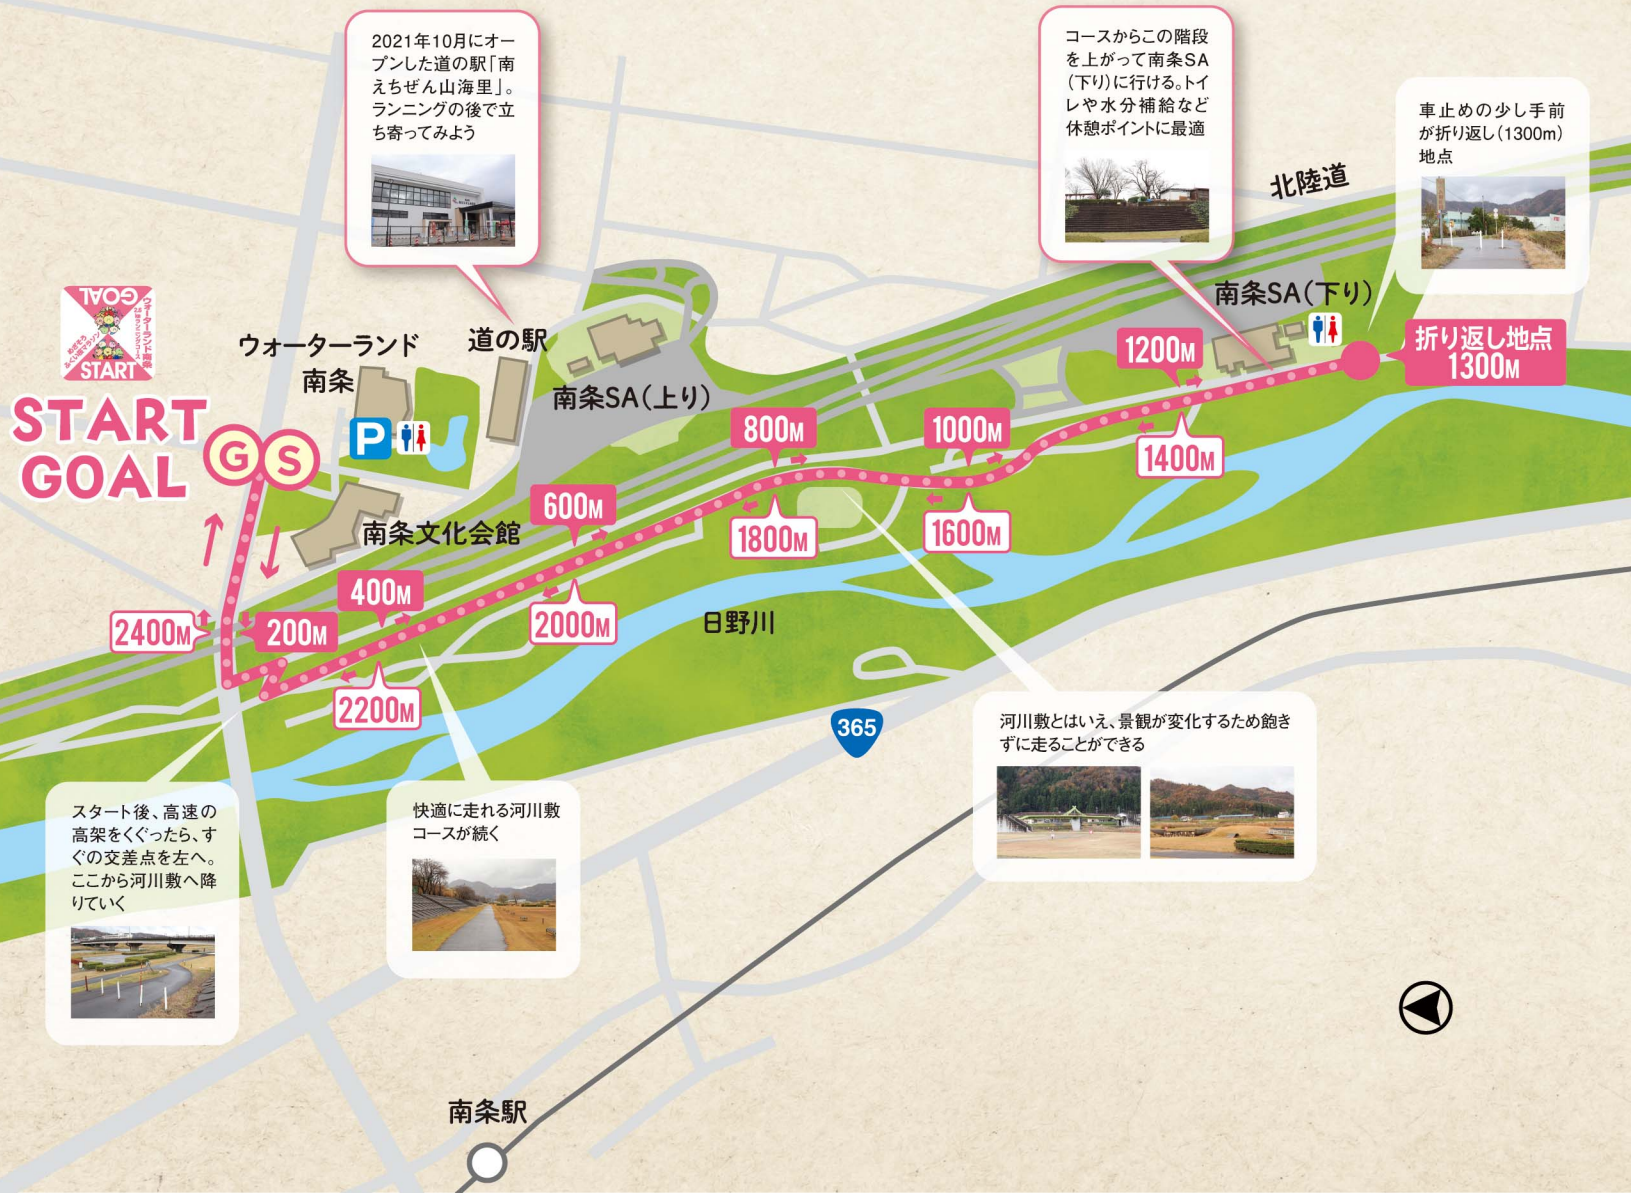 2021年10月にオー
プンした道の駅「南
えちぜん山海里」。
ランニングの後で立
ち寄ってみよう
コースからこの階段
を上がって南条SA
(下り)に行ける。トイ
レや水分補給など
休憩ポイントに最適
車止めの少し手前
が折り返し(1300m)
地点
北陸道
南条SA(下り)
GOAL
ウォーターランド南条
START
START
GOAL
G
S
ウォーターランド
南条
道の駅
P
南条SA(上り)
南条文化会館
折り返し地点
1300M
1200M
1400M
1000M
800M
1600M
1800M
600M
2000M
400M
200M
2400M
2200M
日野川
365
スタート後、高速の
高架をくぐったら、す
ぐの交差点を左へ。
ここから河川敷へ降
りていく
快適に走れる河川敷
コースが続く
河川敷とはいえ、景観が変化するため飽き
ずに走ることができる
南条駅